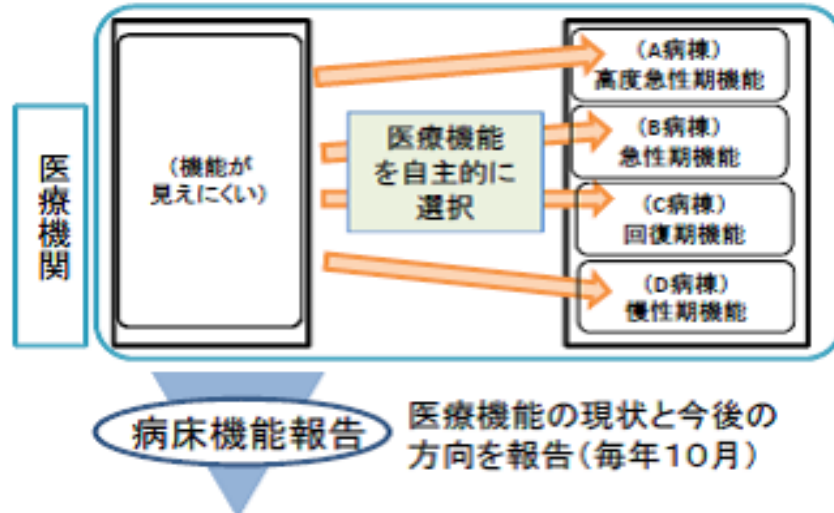 医療機関
(機能が
見えにくい)
医療機能
を自主的に
選択
(A病棟)
高度急性期機能
(B病棟)
急性期機能
(C病棟)
回復期機能
(D病棟)
慢性期機能
病床機能報告
医療機能の現状と今後の
方向を報告(毎年10月)